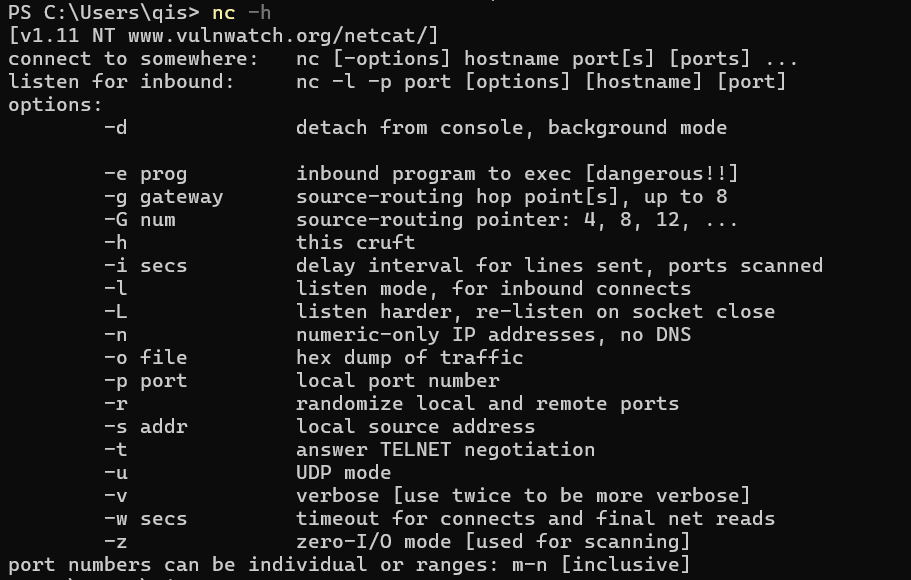 PS C:\Users\qis> nc -h
[v1.11 NT www.vulnwatch.org/netcat/]
connect to somewhere:   nc [-options] hostname port[s] [ports] ...
listen for inbound:     nc -l -p port [options] [hostname] [port]
options:
        -d              detach from console, background mode

        -e prog         inbound program to exec [dangerous!!]
        -g gateway      source-routing hop point[s], up to 8
        -G num          source-routing pointer: 4, 8, 12, ...
        -h              this cruft
        -i secs         delay interval for lines sent, ports scanned
        -l              listen mode, for inbound connects
        -L              listen harder, re-listen on socket close
        -n              numeric-only IP addresses, no DNS
        -o file         hex dump of traffic
        -p port         local port number
        -r              randomize local and remote ports
        -s addr         local source address
        -t              answer TELNET negotiation
        -u              UDP mode
        -v              verbose [use twice to be more verbose]
        -w secs         timeout for connects and final net reads
        -z              zero-I/O mode [used for scanning]
port numbers can be individual or ranges: m-n [inclusive]